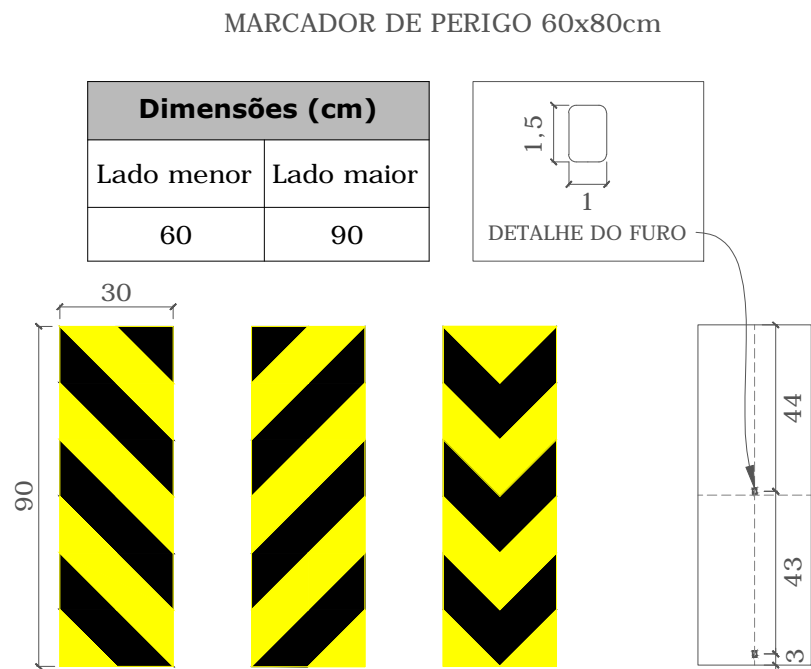 MARCADOR DE PERIGO 60x80cm
Dimensões (cm)
Lado menor Lado maior
60 90
1,5
1
DETALHE DO FURO
30
90
44
43
3